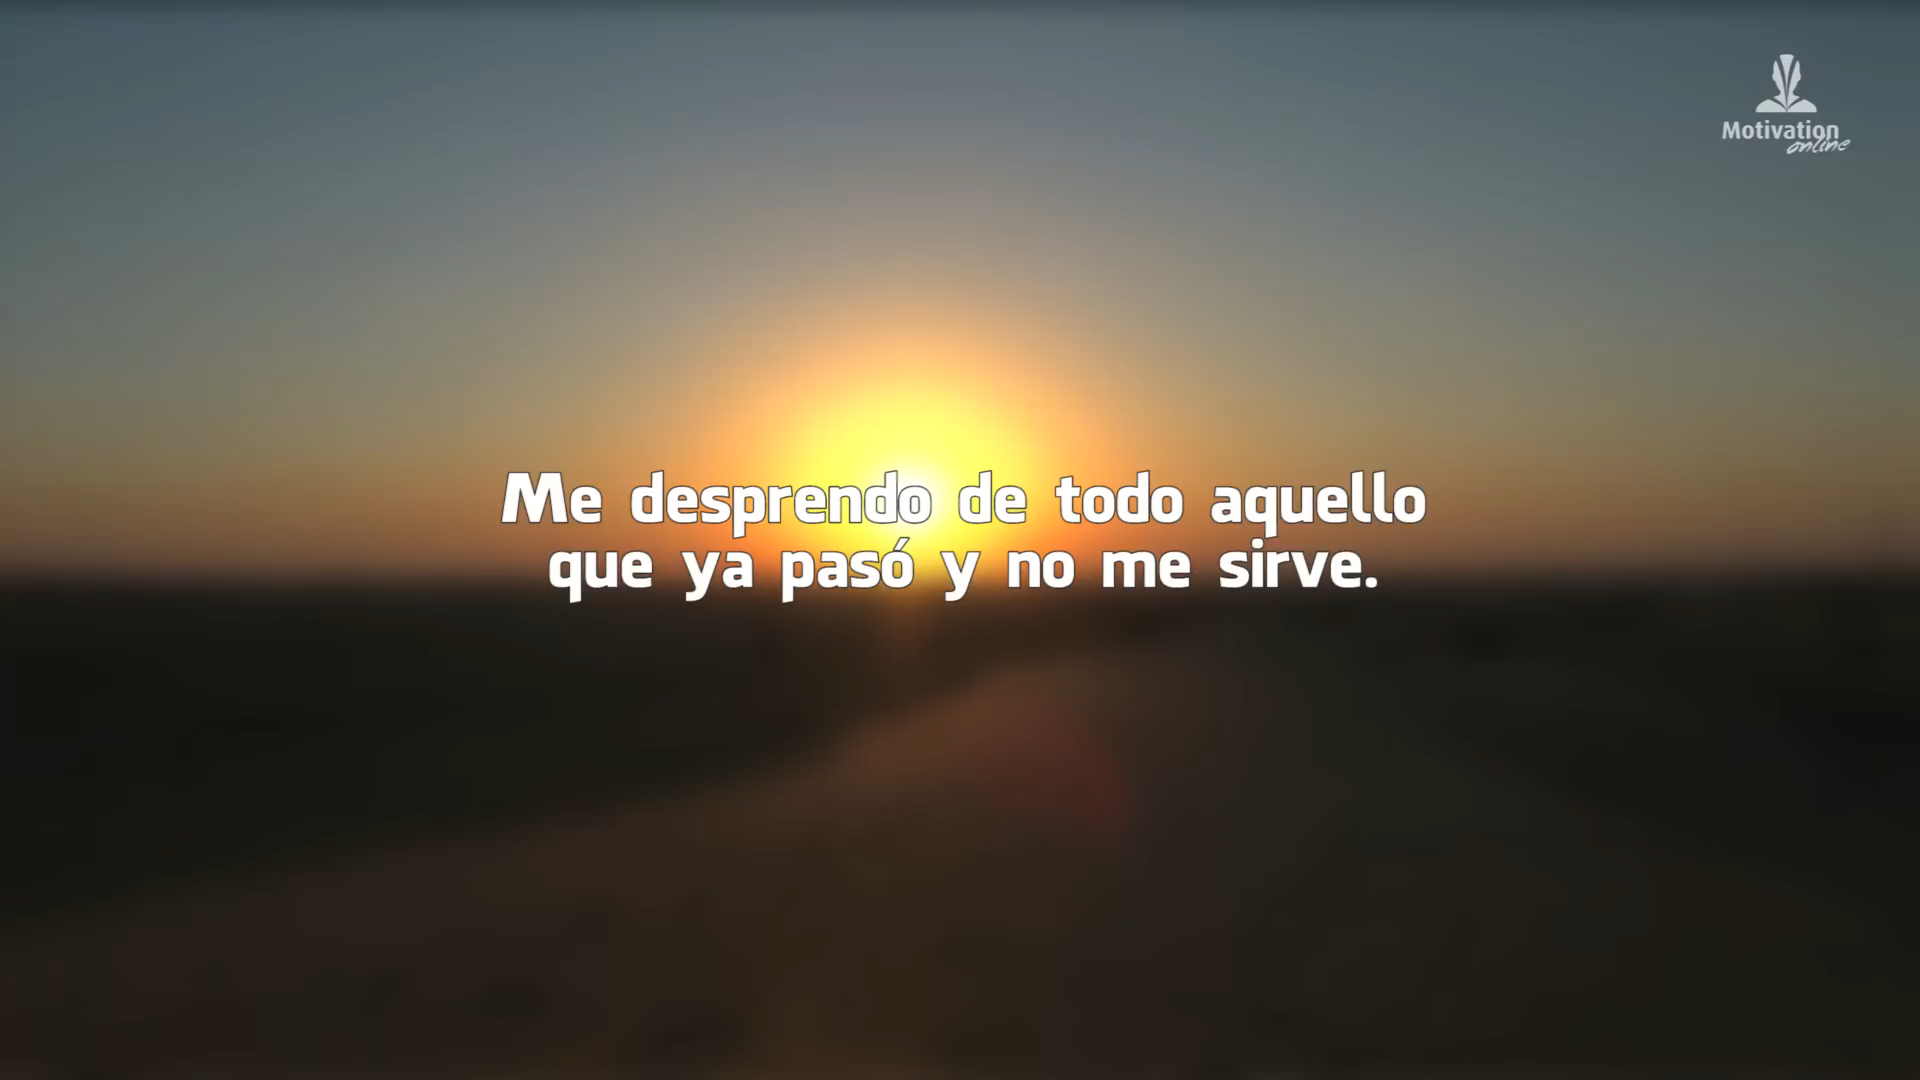 Motivation
online
Me desprendo de todo aquello
que ya pasó y no me sirve.